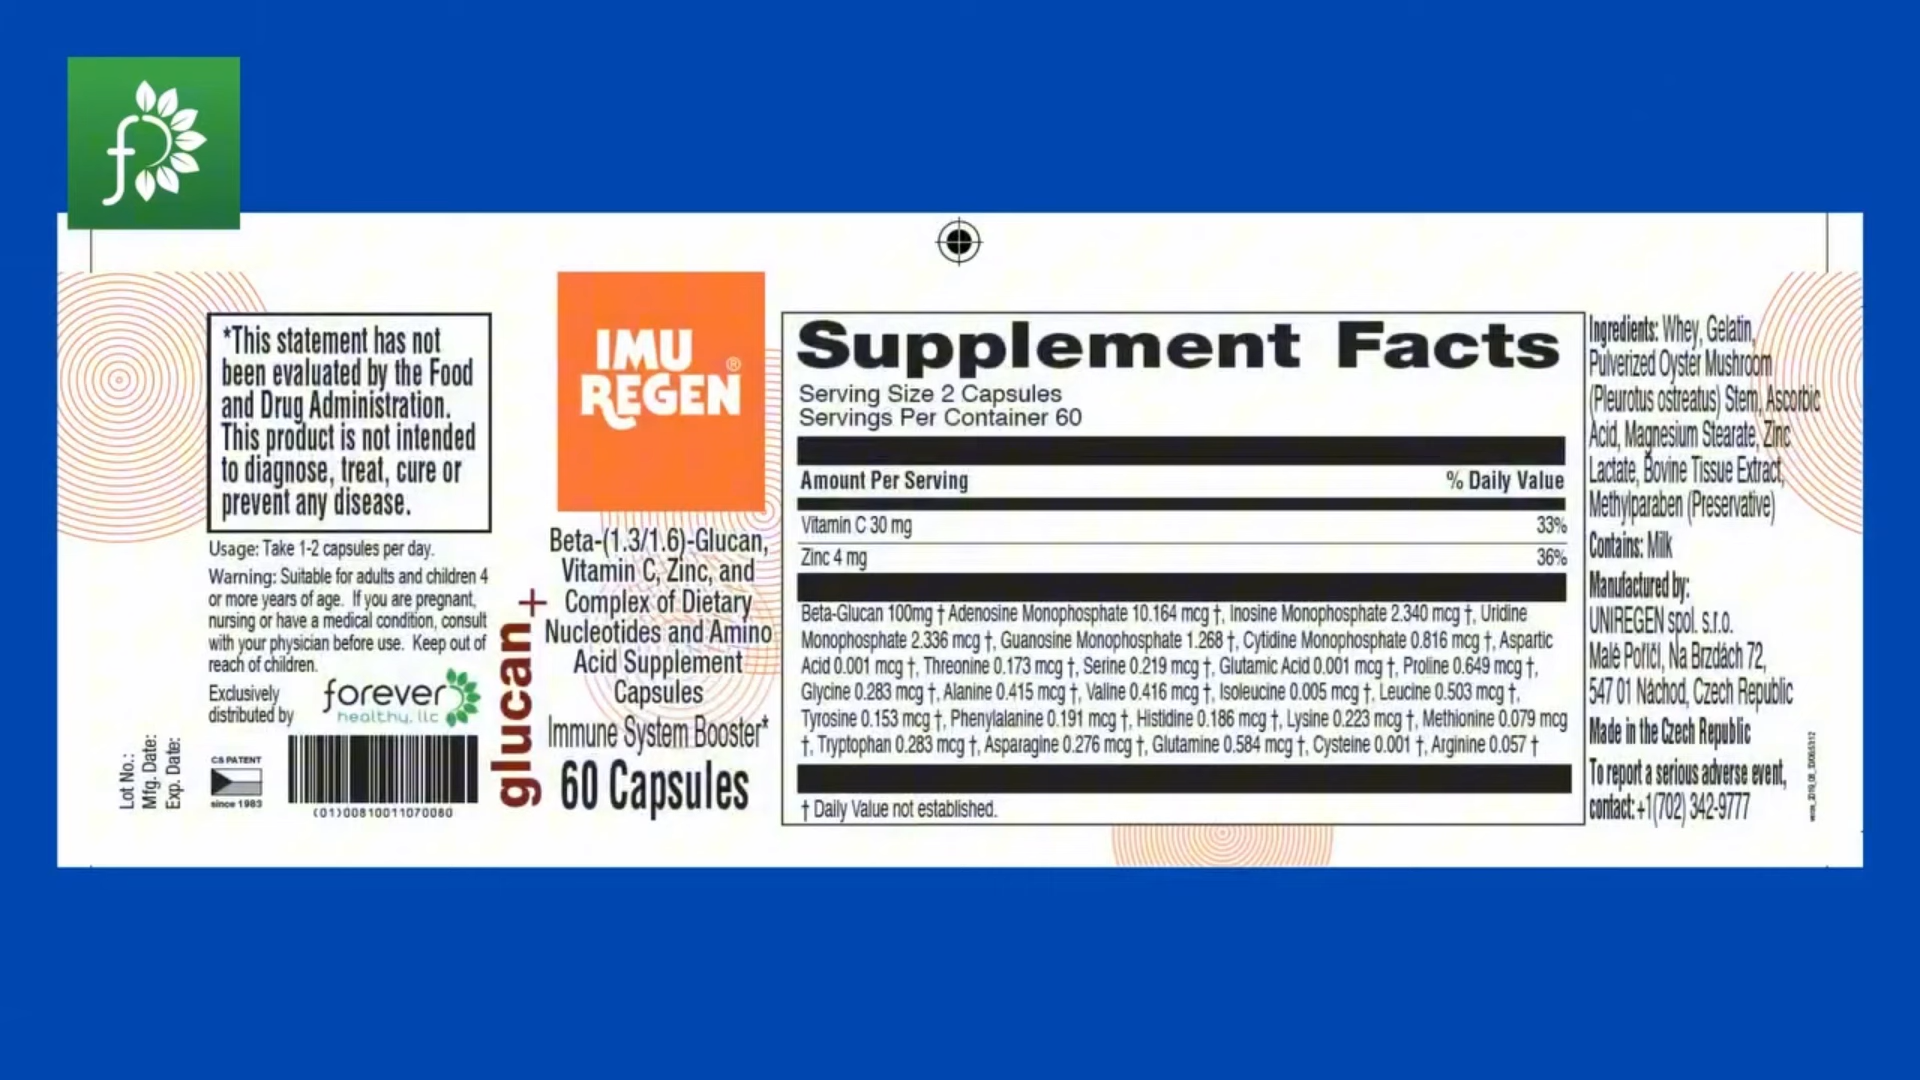 *This statement has not
been evaluated by the Food
and Drug Administration.
This product is not intended
to diagnose, treat, cure or
prevent any disease.
Usage: Take 1-2 capsules per day.
Warning: Suitable for adults and children 4
or more years of age. If you are pregnant,
nursing or have a medical condition, consult
with your physician before use. Keep out of
reach of children.
Exclusively
distributed by
forever
healthy, llc
Lot No.:
Mfg. Date:
Exp. Date:
CS PATENT
since 1983
(01)00810011070080
IMU
REGEN®
glucan+
Beta-(1.3/1.6)-Glucan,
Vitamin C, Zinc, and
Complex of Dietary
Nucleotides and Amino
Acid Supplement
Capsules
Immune System Booster*
60 Capsules
Supplement Facts
Serving Size 2 Capsules
Servings Per Container 60
Amount Per Serving % Daily Value
Vitamin C 30 mg 33%
Zinc 4 mg 36%
Beta-Glucan 100mg † Adenosine Monophosphate 10.164 mcg †, Inosine Monophosphate 2.340 mcg †, Uridine
Monophosphate 2.336 mcg †, Guanosine Monophosphate 1.268 †, Cytidine Monophosphate 0.816 mcg †, Aspartic
Acid 0.001 mcg †, Threonine 0.173 mcg †, Serine 0.219 mcg †, Glutamic Acid 0.001 mcg †, Proline 0.649 mcg †,
Glycine 0.283 mcg †, Alanine 0.415 mcg †, Valine 0.416 mcg †, Isoleucine 0.005 mcg †, Leucine 0.503 mcg †,
Tyrosine 0.153 mcg †, Phenylalanine 0.191 mcg †, Histidine 0.186 mcg †, Lysine 0.223 mcg †, Methionine 0.079 mcg
†, Tryptophan 0.283 mcg †, Asparagine 0.276 mcg †, Glutamine 0.584 mcg †, Cysteine 0.001 †, Arginine 0.057 †
† Daily Value not established.
Ingredients: Whey, Gelatin,
Pulverized Oyster Mushroom
(Pleurotus ostreatus) Stem, Ascorbic
Acid, Magnesium Stearate, Zinc
Lactate, Bovine Tissue Extract,
Methylparaben (Preservative)
Contains: Milk
Manufactured by:
UNIREGEN spol. s.r.o.
Malé Poříčí, Na Brzdách 72,
547 01 Náchod, Czech Republic
Made in the Czech Republic
To report a serious adverse event,
contact: +1(702) 342-9777